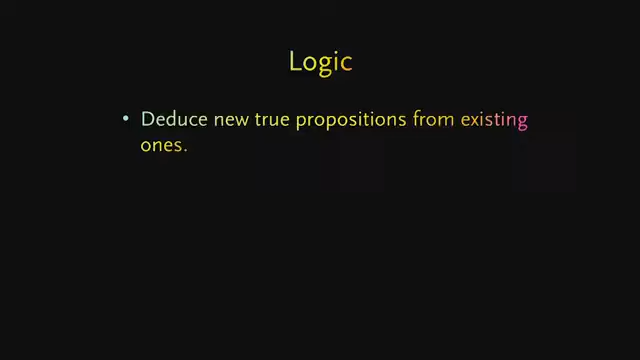 Logic
• Deduce new true propositions from existing
ones.